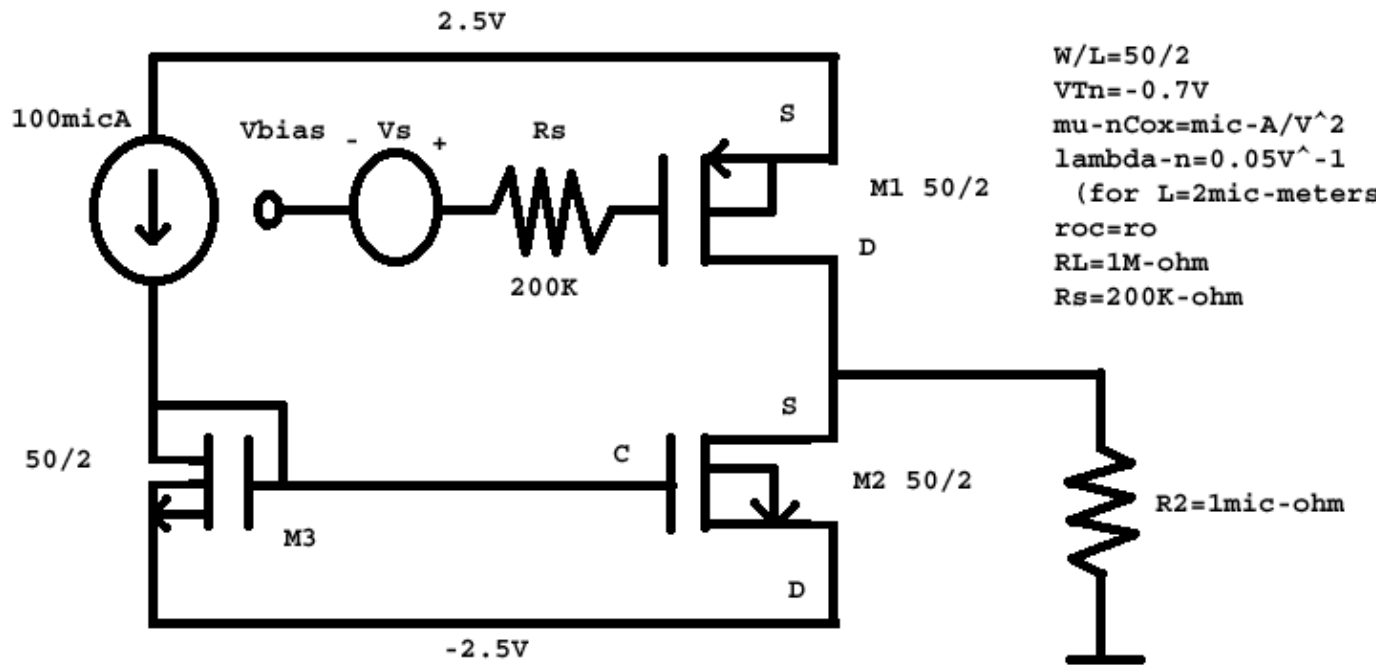 2.5V
100micA
Vbias - Vs + Rs
200K
S
M1 50/2
D
W/L=50/2
VTn=-0.7V
mu-nCox=mic-A/V^2
lambda-n=0.05V^-1
(for L=2mic-meters
roc=ro
RL=1M-ohm
Rs=200K-ohm
50/2
M3
C
S
M2 50/2
D
R2=1mic-ohm
-2.5V